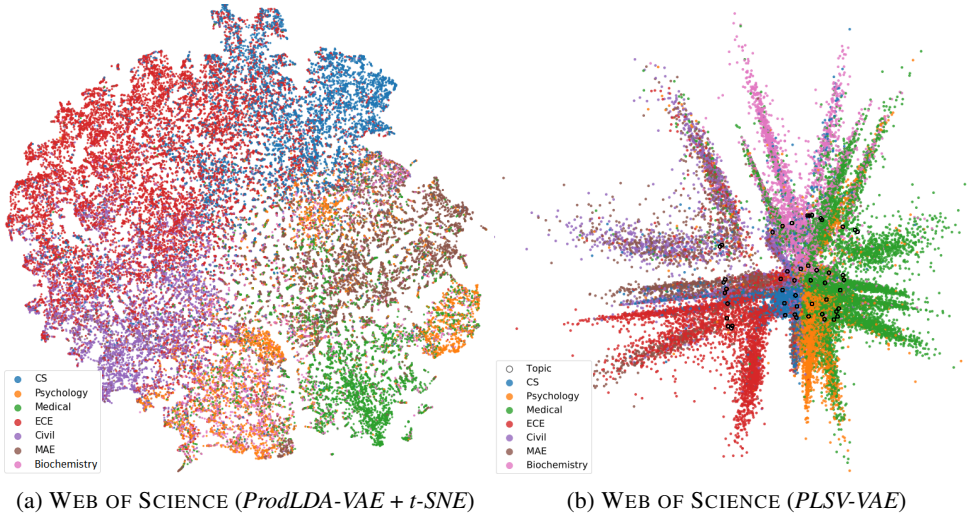 CS
Psychology
Medical
ECE
Civil
MAE
Biochemistry
Topic
CS
Psychology
Medical
ECE
Civil
MAE
Biochemistry
(a) WEB OF SCIENCE (ProdLDA-VAE + t-SNE)
(b) WEB OF SCIENCE (PLSV-VAE)